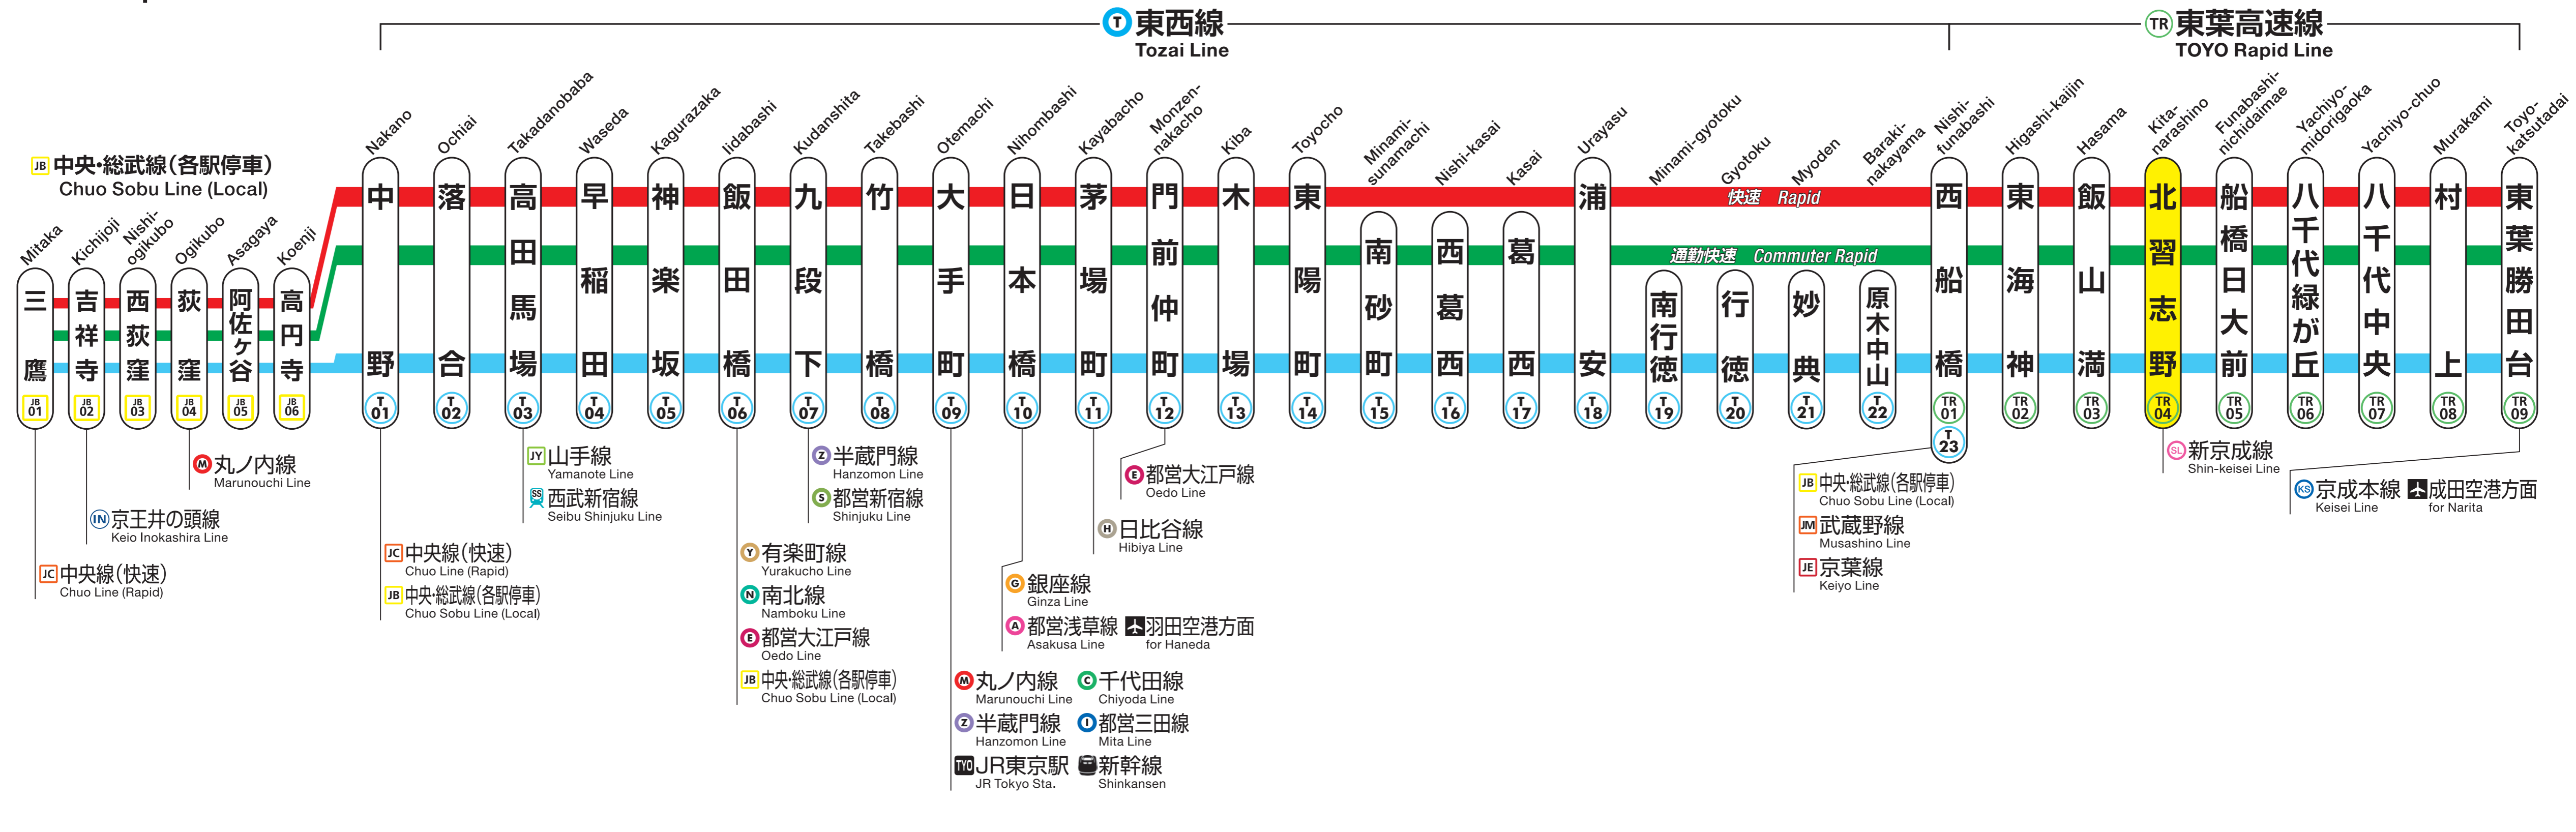 T 東西線
Tozai Line
TR 東葉高速線
TOYO Rapid Line
JB 中央・総武線(各駅停車)
Chuo Sobu Line (Local)
快速 Rapid
通勤快速 Commuter Rapid
Mitaka
三鷹
JB 01
Kichijoji
吉祥寺
JB 02
Nishi-
ogikubo
西荻窪
JB 03
Ogikubo
荻窪
JB 04
Asagaya
阿佐ヶ谷
JB 05
Koenji
高円寺
JB 06
Nakano
中野
T 01
Ochiai
落合
T 02
Takadanobaba
高田馬場
T 03
Waseda
早稲田
T 04
Kagurazaka
神楽坂
T 05
Iidabashi
飯田橋
T 06
Kudanshita
九段下
T 07
Takebashi
竹橋
T 08
Otemachi
大手町
T 09
Nihombashi
日本橋
T 10
Kayabacho
茅場町
T 11
Monzen-
nakacho
門前仲町
T 12
Kiba
木場
T 13
Toyocho
東陽町
T 14
Minami-
sunamachi
南砂町
T 15
Nishi-kasai
西葛西
T 16
Kasai
葛西
T 17
Urayasu
浦安
T 18
Minami-gyotoku
南行徳
T 19
Gyotoku
行徳
T 20
Myoden
妙典
T 21
Baraki-
nakayama
原木中山
T 22
Nishi-
funabashi
西船橋
TR 01
T 23
Higashi-kaijin
東海神
TR 02
Hasama
飯山満
TR 03
Kita-
narashino
北習志野
TR 04
Funabashi-
nichidaimae
船橋日大前
TR 05
Yachiyo-
midorigaoka
八千代緑が丘
TR 06
Yachiyo-chuo
八千代中央
TR 07
Murakami
村上
TR 08
Toyo-
katsutadai
東葉勝田台
TR 09
JC 中央線(快速)
Chuo Line (Rapid)
IN 京王井の頭線
Keio Inokashira Line
M 丸ノ内線
Marunouchi Line
JC 中央線(快速)
Chuo Line (Rapid)
JB 中央・総武線(各駅停車)
Chuo Sobu Line (Local)
JY 山手線
Yamanote Line
SS 西武新宿線
Seibu Shinjuku Line
Y 有楽町線
Yurakucho Line
N 南北線
Namboku Line
E 都営大江戸線
Oedo Line
JB 中央・総武線(各駅停車)
Chuo Sobu Line (Local)
Z 半蔵門線
Hanzomon Line
S 都営新宿線
Shinjuku Line
M 丸ノ内線 C 千代田線
Marunouchi Line Chiyoda Line
Z 半蔵門線 I 都営三田線
Hanzomon Line Mita Line
TYO JR東京駅 新幹線
JR Tokyo Sta. Shinkansen
G 銀座線
Ginza Line
A 都営浅草線 羽田空港方面
Asakusa Line for Haneda
H 日比谷線
Hibiya Line
E 都営大江戸線
Oedo Line
JB 中央・総武線(各駅停車)
Chuo Sobu Line (Local)
JM 武蔵野線
Musashino Line
JE 京葉線
Keiyo Line
SL 新京成線
Shin-keisei Line
KS 京成本線 成田空港方面
Keisei Line for Narita